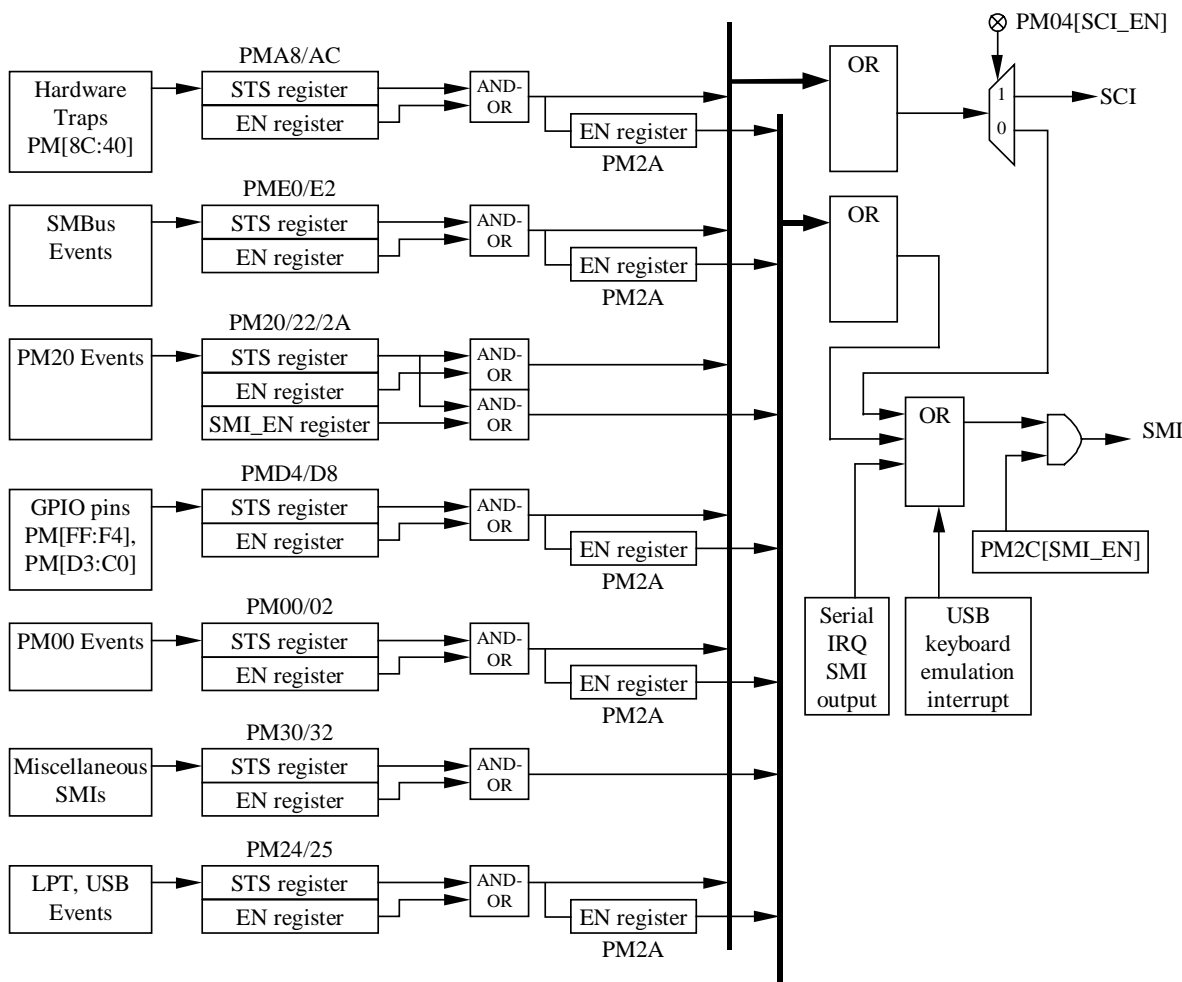 Hardware
Traps
PM[8C:40]
PMA8/AC
STS register
EN register
AND-
OR
EN register
PM2A
SMBus
Events
PME0/E2
STS register
EN register
AND-
OR
EN register
PM2A
PM20 Events
PM20/22/2A
STS register
EN register
SMI_EN register
AND-
OR
AND-
OR
GPIO pins
PM[FF:F4],
PM[D3:C0]
PMD4/D8
STS register
EN register
AND-
OR
EN register
PM2A
PM00 Events
PM00/02
STS register
EN register
AND-
OR
EN register
PM2A
Miscellaneous
SMIs
PM30/32
STS register
EN register
AND-
OR
LPT, USB
Events
PM24/25
STS register
EN register
AND-
OR
EN register
PM2A
OR
OR
PM04[SCI_EN]
1
0
SCI
OR
SMI
PM2C[SMI_EN]
Serial
IRQ
SMI
output
USB
keyboard
emulation
interrupt